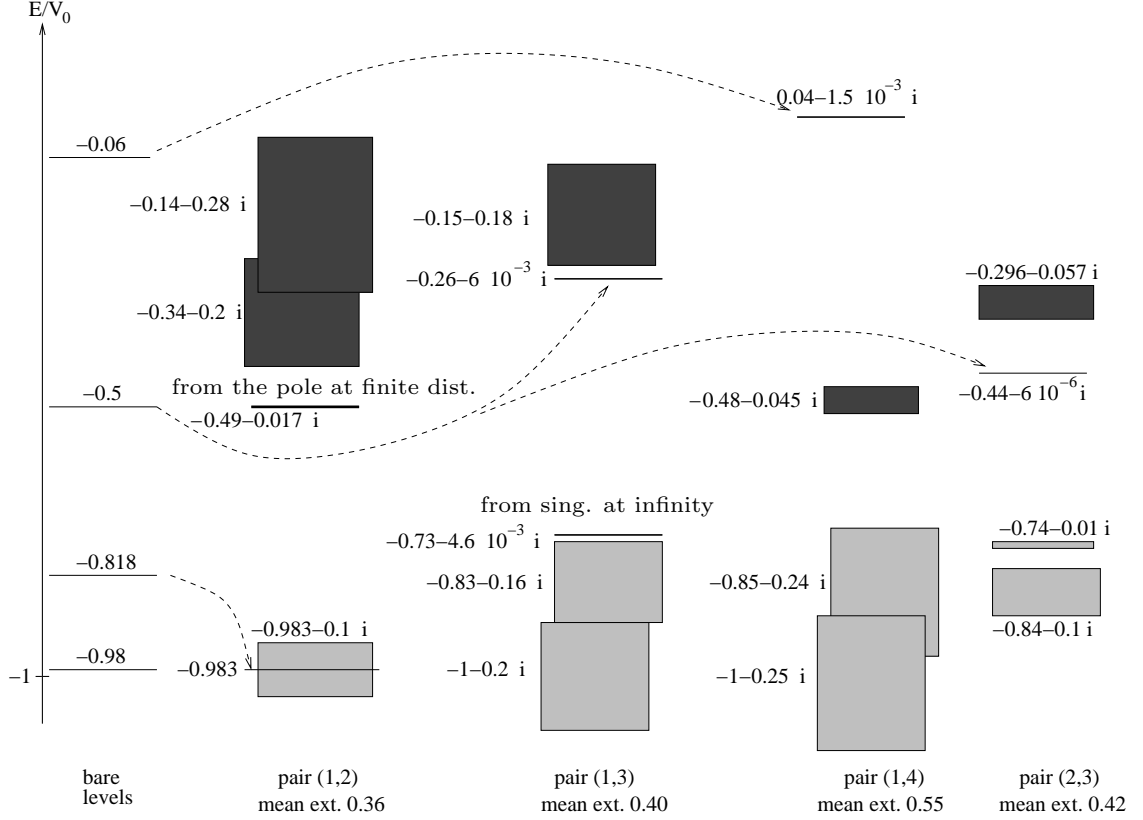 E/V0
0.04–1.5 10^−3 i
−0.06
−0.14–0.28 i
−0.15–0.18 i
−0.26–6 10^−3 i
−0.296–0.057 i
−0.34–0.2 i
from the pole at finite dist.
−0.5
−0.49–0.017 i
−0.48–0.045 i
−0.44–6 10^−6 i
from sing. at infinity
−0.73–4.6 10^−3 i
−0.74–0.01 i
−0.818
−0.83–0.16 i
−0.85–0.24 i
−0.983–0.1 i
−0.84–0.1 i
−0.98
−0.983
−1–0.2 i
−1–0.25 i
−1
bare
levels
pair (1,2)
mean ext. 0.36
pair (1,3)
mean ext. 0.40
pair (1,4)
mean ext. 0.55
pair (2,3)
mean ext. 0.42